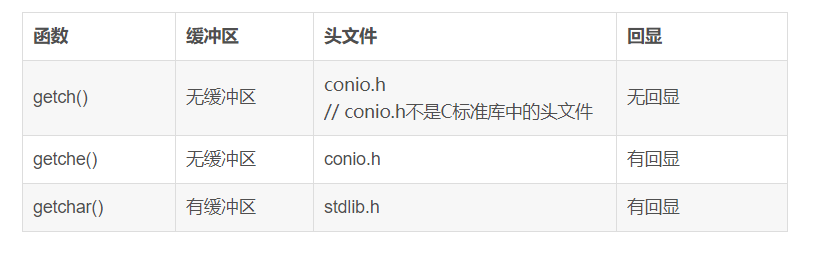 函数 缓冲区 头文件 回显
getch() 无缓冲区 conio.h 无回显
// conio.h不是C标准库中的头文件
getche() 无缓冲区 conio.h 有回显
getchar() 有缓冲区 stdlib.h 有回显